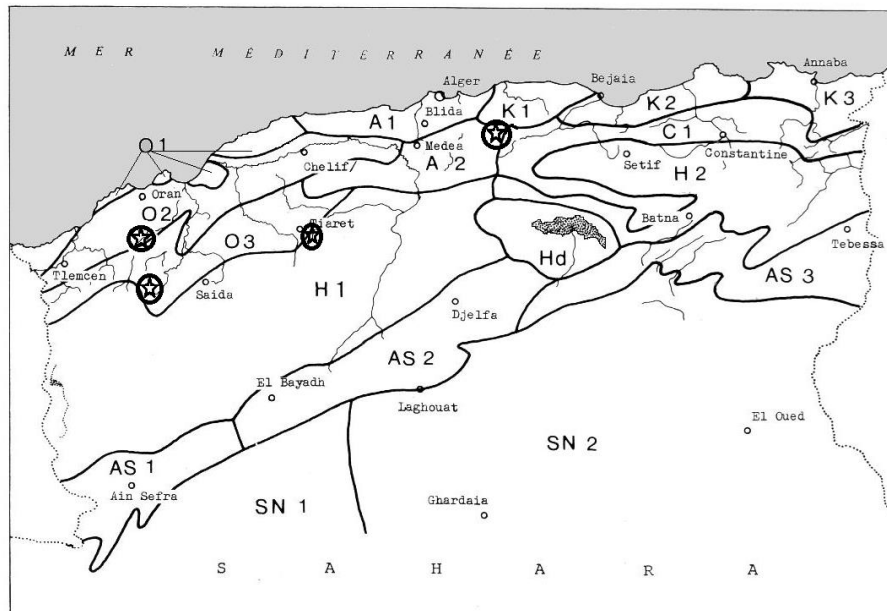 MER MÉDITERRANÉE
Annaba
Alger
Bejaia
Blida
A 1
K 1
K 2
K 3
O 1
Medea
C 1
Chelif
A 2
Setif
Constantine
H 2
Oran
O 2
Tiaret
O 3
Batna
Tebessa
Tlemcen
Hd
AS 3
Saida
H 1
Djelfa
AS 2
El Bayadh
Laghouat
El Oued
SN 2
AS 1
Ain Sefra
SN 1
Ghardaia
S A H A R A